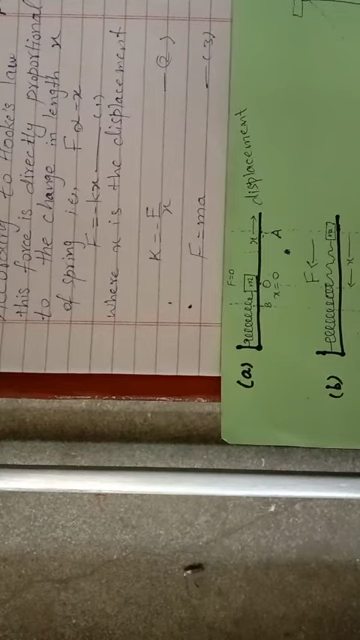 According to Hooke's law
this force is directly proportional
to the change in length x
of spring i.e, F ∝ -x
F = -kx —(1)
where x is the displacement
K = -F/x —(2)
F = ma —(3)
(a)
F=0
m
B O A
x=0
x → displacement
(b)
F ←
m
← x